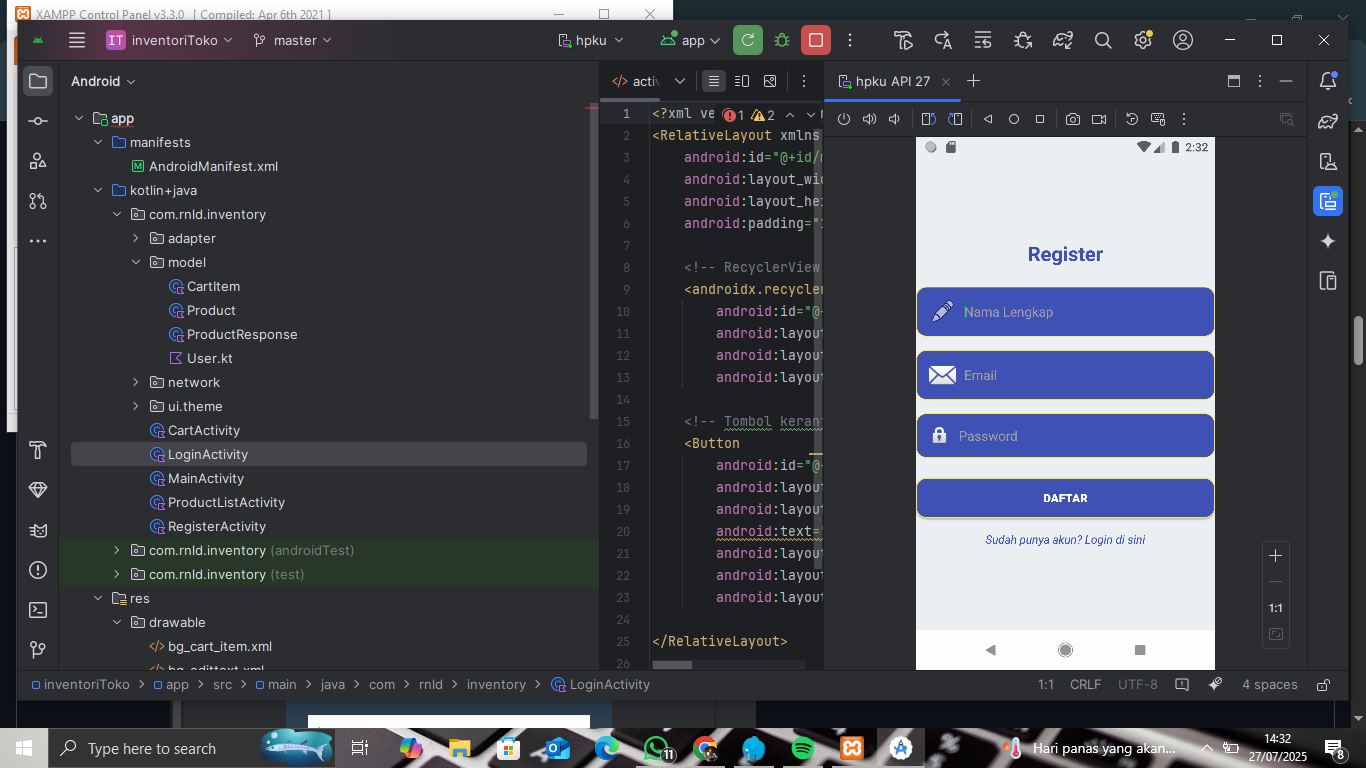 XAMPP Control Panel v3.3.0 [ Compiled: Apr 6th 2021 ]
IT inventoriToko
master
hpku
app
Android
app
manifests
AndroidManifest.xml
kotlin+java
com.rnld.inventory
adapter
model
CartItem
Product
ProductResponse
User.kt
network
ui.theme
CartActivity
LoginActivity
MainActivity
ProductListActivity
RegisterActivity
com.rnld.inventory (androidTest)
com.rnld.inventory (test)
res
drawable
bg_cart_item.xml
bg_edittext.xml
</> activ
1 <?xml ve 1 2
2 <RelativeLayout xmlns
3 android:id="@+id/
4 android:layout_wi
5 android:layout_he
6 android:padding="
7
8 <!-- RecyclerView
9 <androidx.recycler
10 android:id="@
11 android:layout
12 android:layout
13 android:layout
14
15 <!-- Tombol keran
16 <Button
17 android:id="@
18 android:layout
19 android:layout
20 android:text="
21 android:layout
22 android:layout
23 android:layout
24
25 </RelativeLayout>
26
hpku API 27
2:32
Register
Nama Lengkap
Email
Password
DAFTAR
Sudah punya akun? Login di sini
1:1
inventoriToko > app > src > main > java > com > rnld > inventory > LoginActivity
1:1 CRLF UTF-8 4 spaces
Type here to search
11
Hari panas yang akan...
14:32
27/07/2025
8